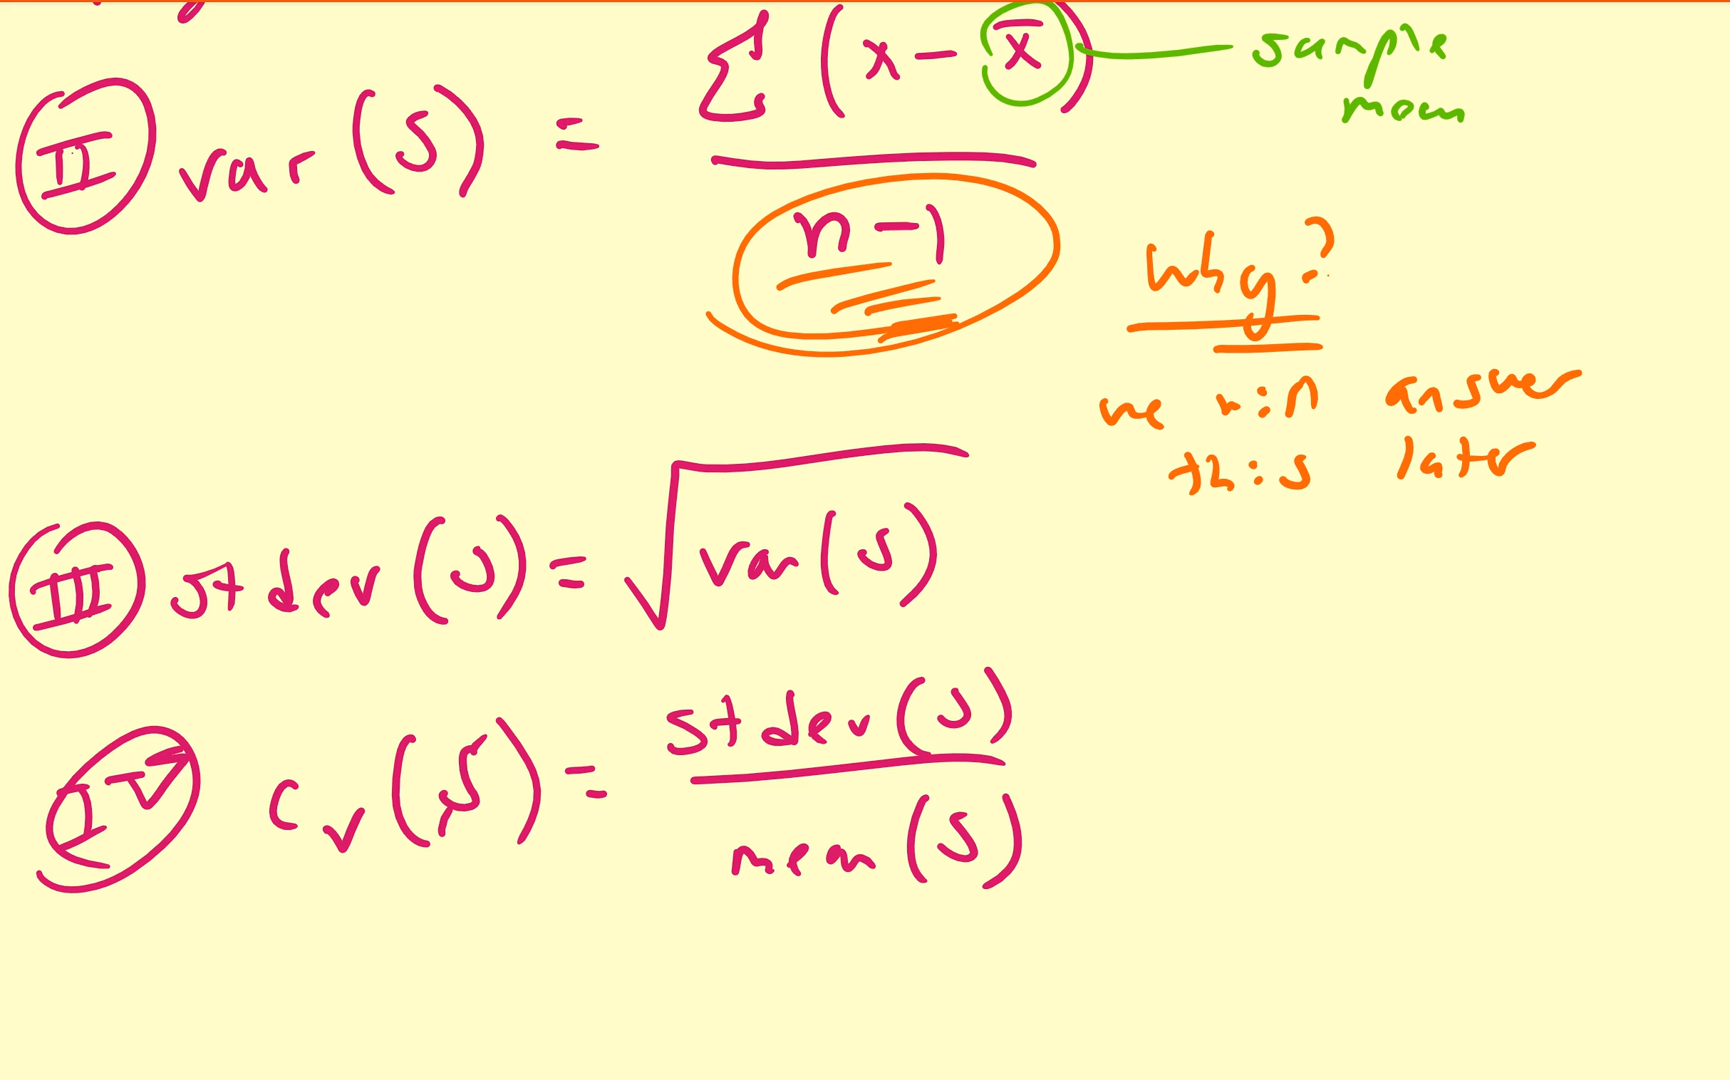 II var(S) = ∑(x - x̄) / n-1
sample
mean
Why?
we will answer
this later
III stdev(S) = √var(S)
IV cv(S) = stdev(S) / mean(S)